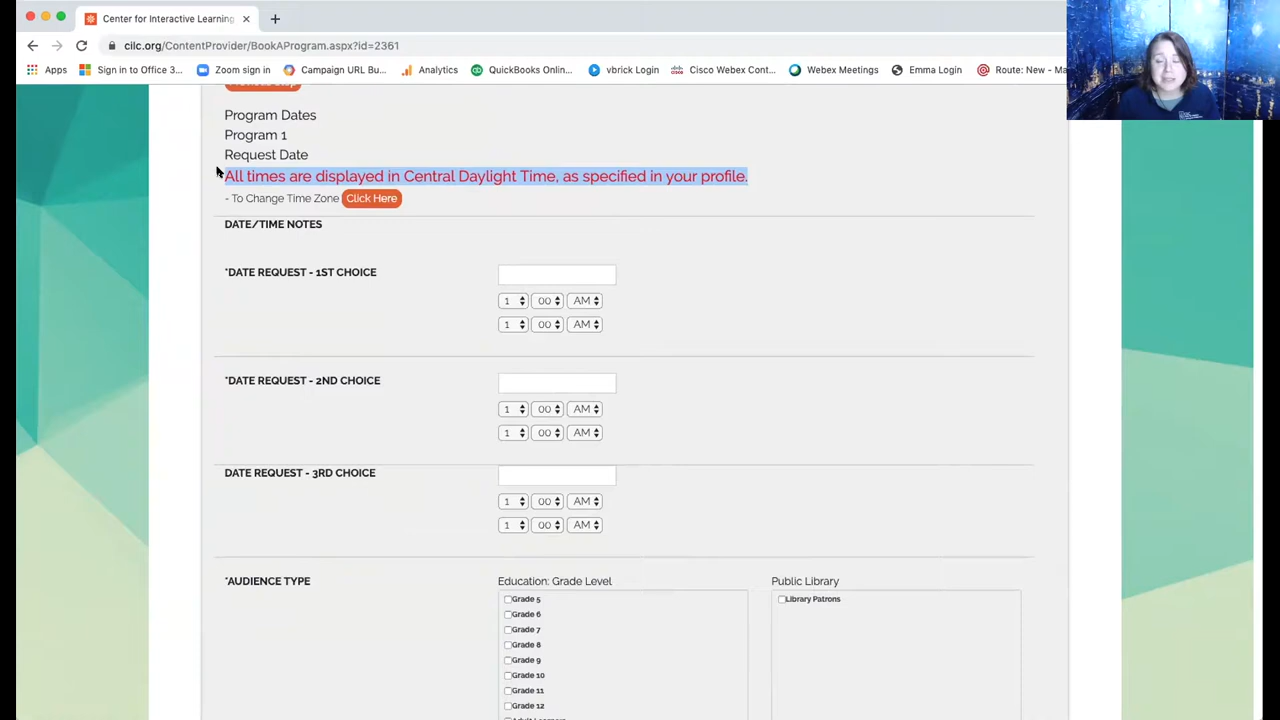 Center for Interactive Learning
cilc.org/ContentProvider/BookAProgram.aspx?id=2361
Apps
Sign in to Office 3...
Zoom sign in
Campaign URL Bu...
Analytics
QuickBooks Onlin...
vbrick Login
Cisco Webex Cont...
Webex Meetings
Emma Login
Route: New - Ma
Program Dates
Program 1
Request Date
All times are displayed in Central Daylight Time, as specified in your profile.
- To Change Time Zone Click Here
DATE/TIME NOTES
*DATE REQUEST - 1ST CHOICE
1 00 AM
1 00 AM
*DATE REQUEST - 2ND CHOICE
1 00 AM
1 00 AM
DATE REQUEST - 3RD CHOICE
1 00 AM
1 00 AM
*AUDIENCE TYPE
Education: Grade Level
Public Library
Grade 5
Library Patrons
Grade 6
Grade 7
Grade 8
Grade 9
Grade 10
Grade 11
Grade 12